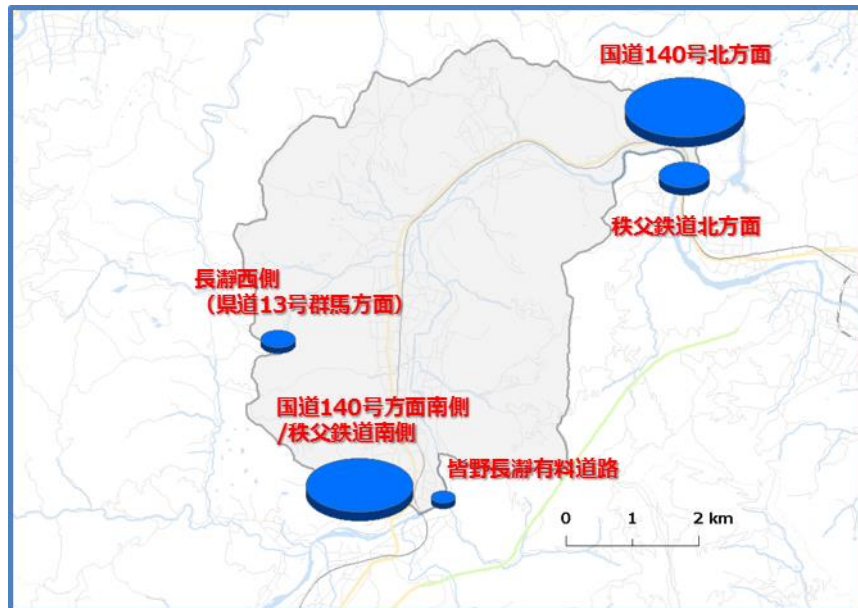 国道140号北方面
秩父鉄道北方面
長瀞西側
（県道13号群馬方面）
国道140号方面南側
/秩父鉄道南側
皆野長瀞有料道路
0 1 2 km